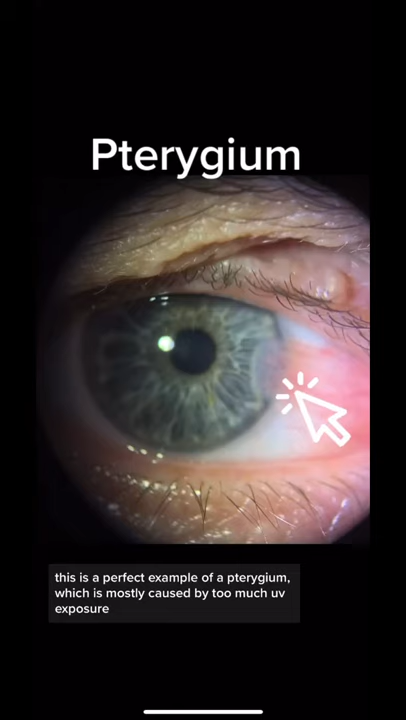 Pterygium
this is a perfect example of a pterygium,
which is mostly caused by too much uv
exposure